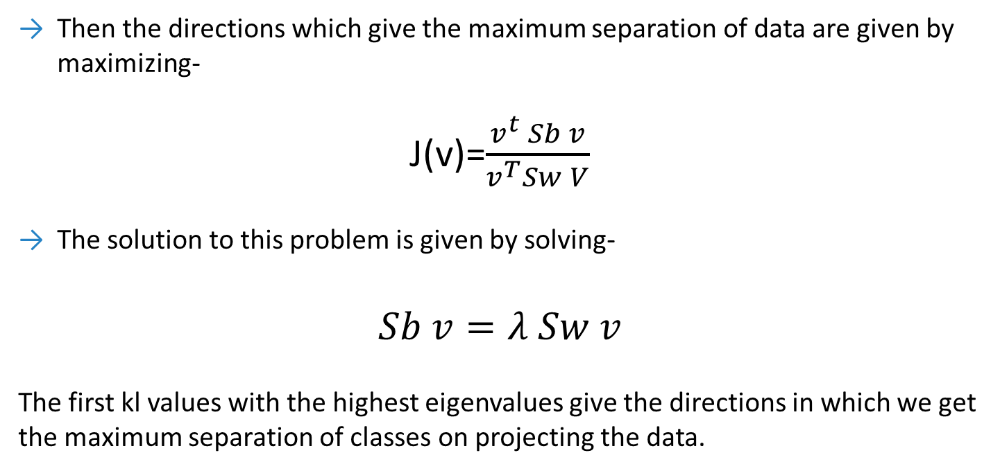 → Then the directions which give the maximum separation of data are given by
maximizing-
J(v)=\frac{v^t Sb v}{v^T Sw V}
→ The solution to this problem is given by solving-
Sb v = λ Sw v
The first kl values with the highest eigenvalues give the directions in which we get
the maximum separation of classes on projecting the data.